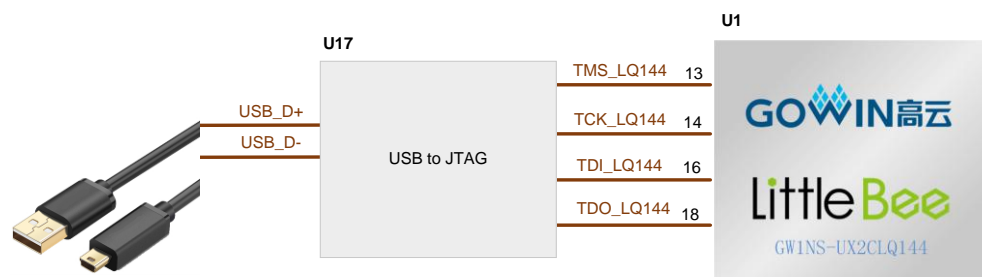 U1
U17
TMS_LQ144 13
USB_D+
TCK_LQ144 14
USB_D-
USB to JTAG
TDI_LQ144 16
TDO_LQ144 18
GOWIN高云
LittleBee
GW1NS-UX2CLQ144